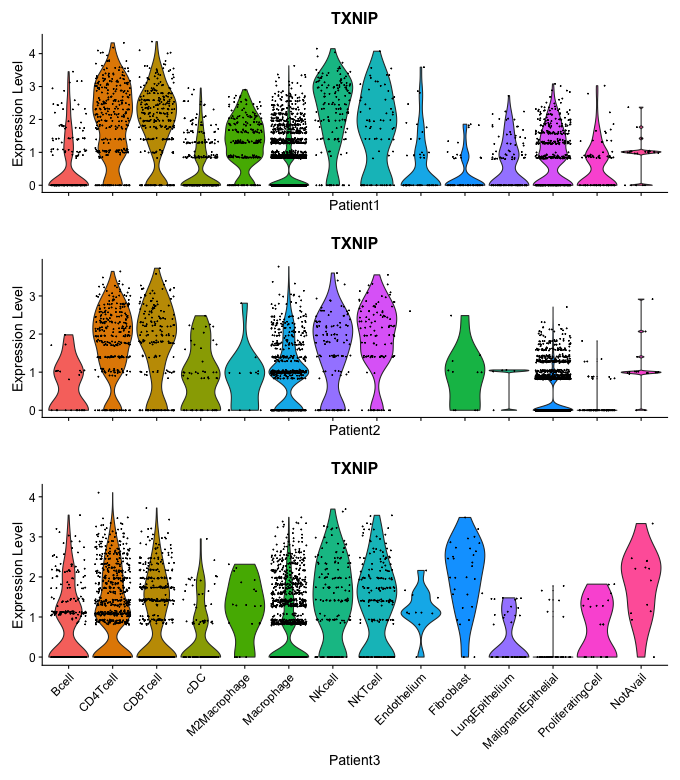 TXNIP
Expression Level
4
3
2
1
0
Patient1
TXNIP
Expression Level
3
2
1
0
Patient2
TXNIP
Expression Level
4
3
2
1
0
Bcell
CD4Tcell
CD8Tcell
cDC
M2Macrophage
Macrophage
NKcell
NKTcell
Endothelium
Fibroblast
LungEpithelium
MalignantEpithelial
ProliferatingCell
NotAvail
Patient3